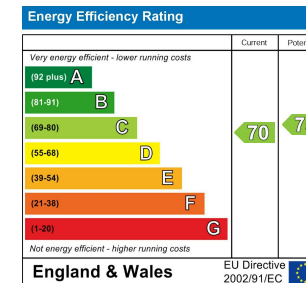 Energy Efficiency Rating
Current
Very energy efficient - lower running costs
(92 plus) A
(81-91) B
(69-80) C
70
(55-68) D
(39-54) E
(21-38) F
(1-20) G
Not energy efficient - higher running costs
England & Wales
EU Directive
2002/91/EC